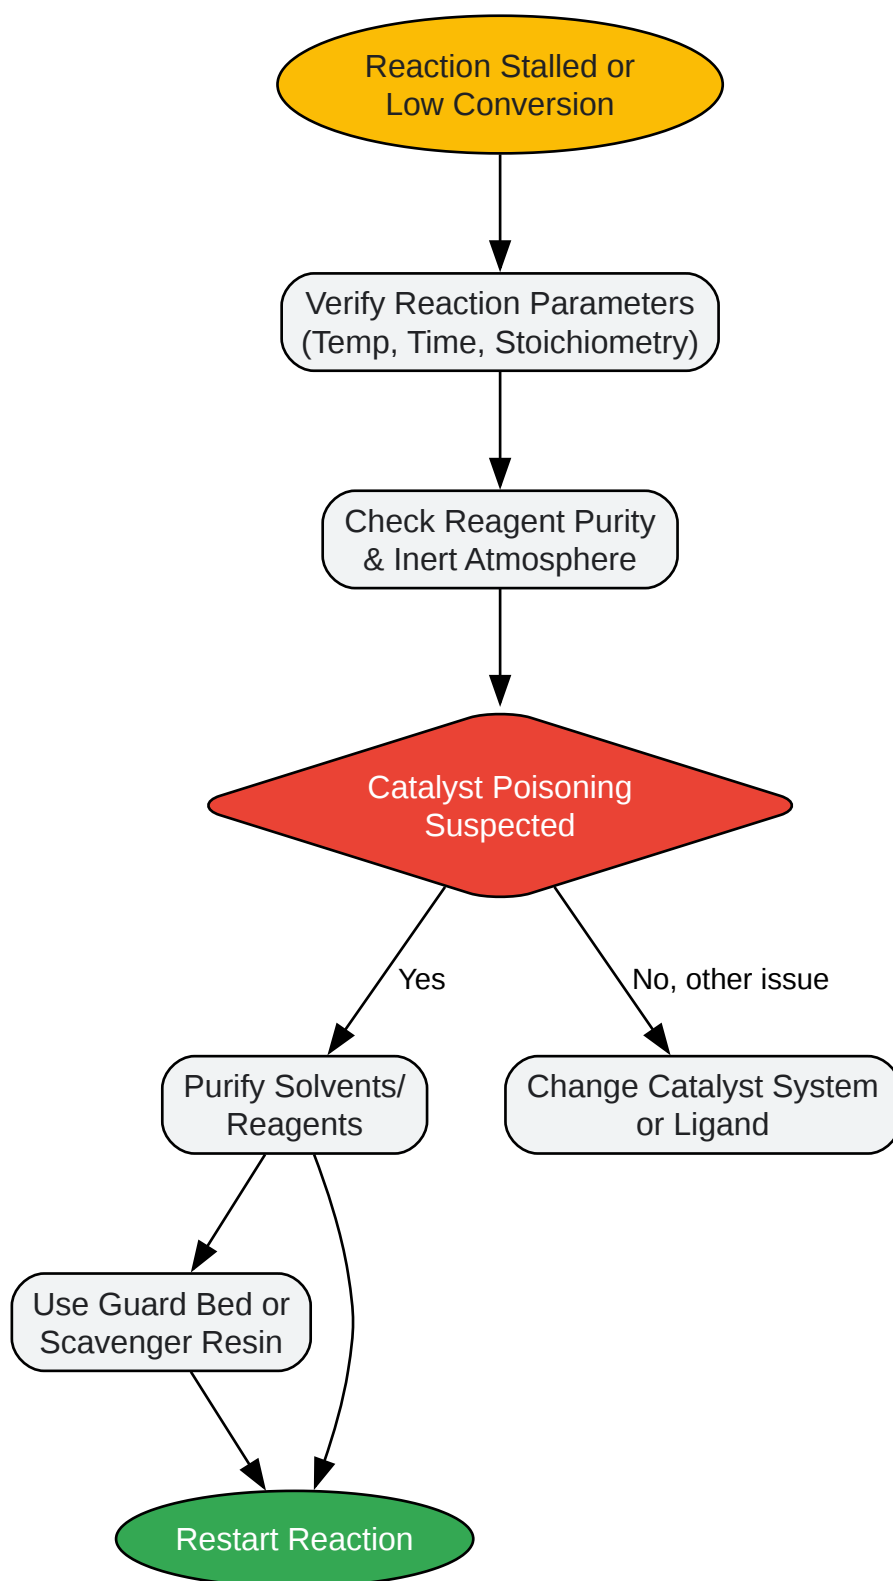 Reaction Stalled or
Low Conversion
Verify Reaction Parameters
(Temp, Time, Stoichiometry)
Check Reagent Purity
& Inert Atmosphere
Catalyst Poisoning
Suspected
Yes
No, other issue
Purify Solvents/
Reagents
Change Catalyst System
or Ligand
Use Guard Bed or
Scavenger Resin
Restart Reaction